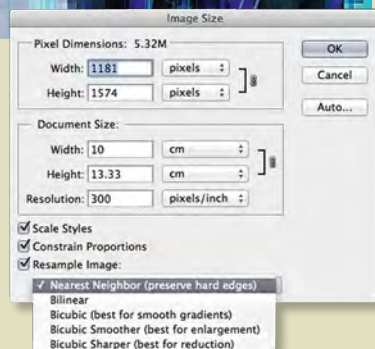 Image Size
Pixel Dimensions: 5.32M
Width: 1181 pixels
Height: 1574 pixels
OK
Cancel
Auto...
Document Size:
Width: 10 cm
Height: 13.33 cm
Resolution: 300 pixels/inch
Scale Styles
Constrain Proportions
Resample Image:
Nearest Neighbor (preserve hard edges)
Bilinear
Bicubic (best for smooth gradients)
Bicubic Smoother (best for enlargement)
Bicubic Sharper (best for reduction)